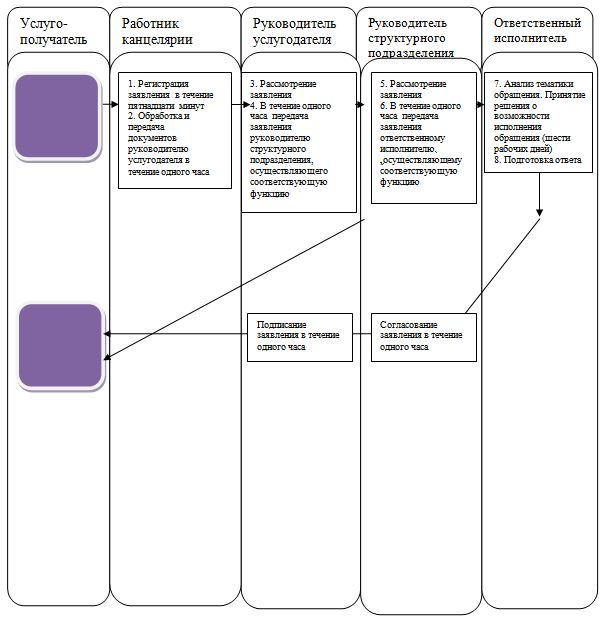 Услуго-
получатель
Работник
канцелярии
Руководитель
услугодателя
Руководитель
структурного
подразделения
Ответственный
исполнитель
1. Регистрация
заявления в течение
пятнадцати минут
2. Обработка и
передача
документов
руководителю
услугодателя в
течение одного часа
3. Рассмотрение
заявления
4. В течение одного
часа передача
заявления
руководителю
структурного
подразделения,
осуществляющего
соответствующую
функцию
5. Рассмотрение
заявления
6. В течение одного
часа передача
заявления
ответственному
исполнителю,
,осуществляющему
соответствующую
функцию
7. Анализ тематики
обращения. Принятие
решения о
возможности
исполнения
обращения (шести
рабочих дней)
8. Подготовка ответа
Подписание
заявления в течение
одного часа
Согласование
заявления в течение
одного часа